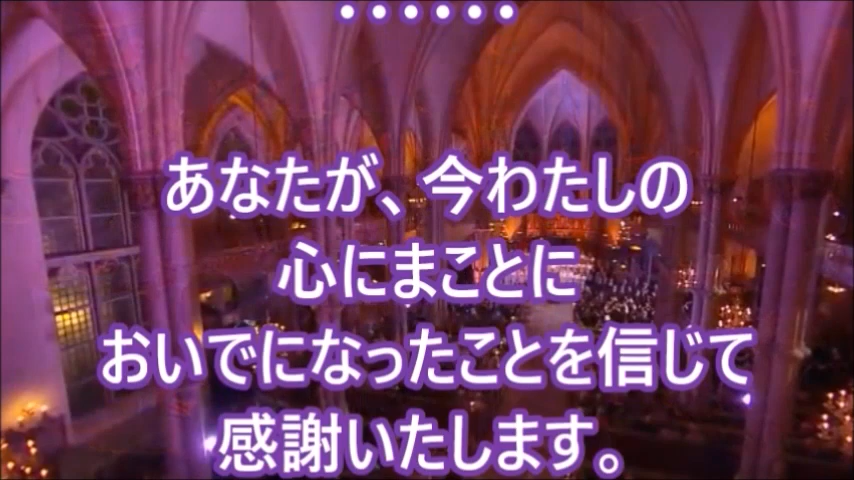 ••••••
あなたが、今わたしの
心にまことに
おいでになったことを信じて
感謝いたします。